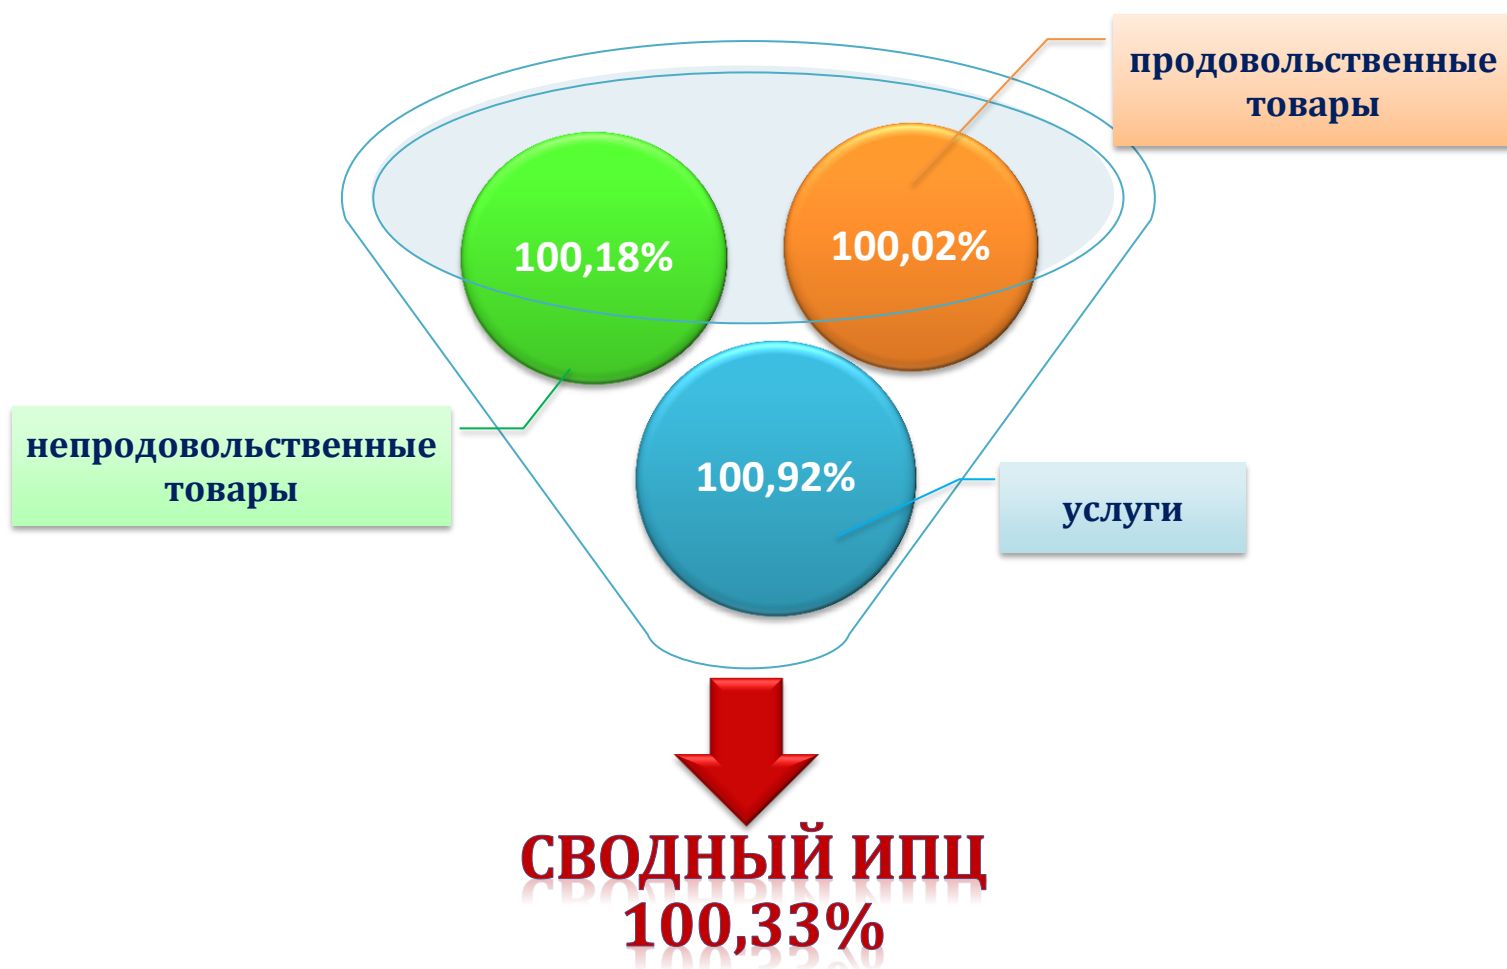 продовольственные
товары
100,18%
100,02%
непродовольственные
товары
100,92%
услуги
СВОДНЫЙ ИПЦ
100,33%